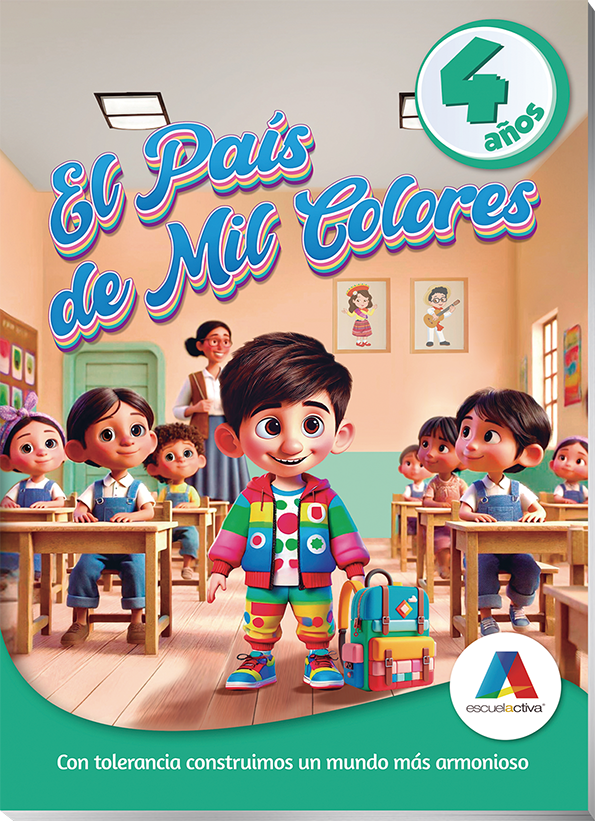 4
años
El País
de Mil Colores
escuelactiva
Con tolerancia construimos un mundo más armonioso